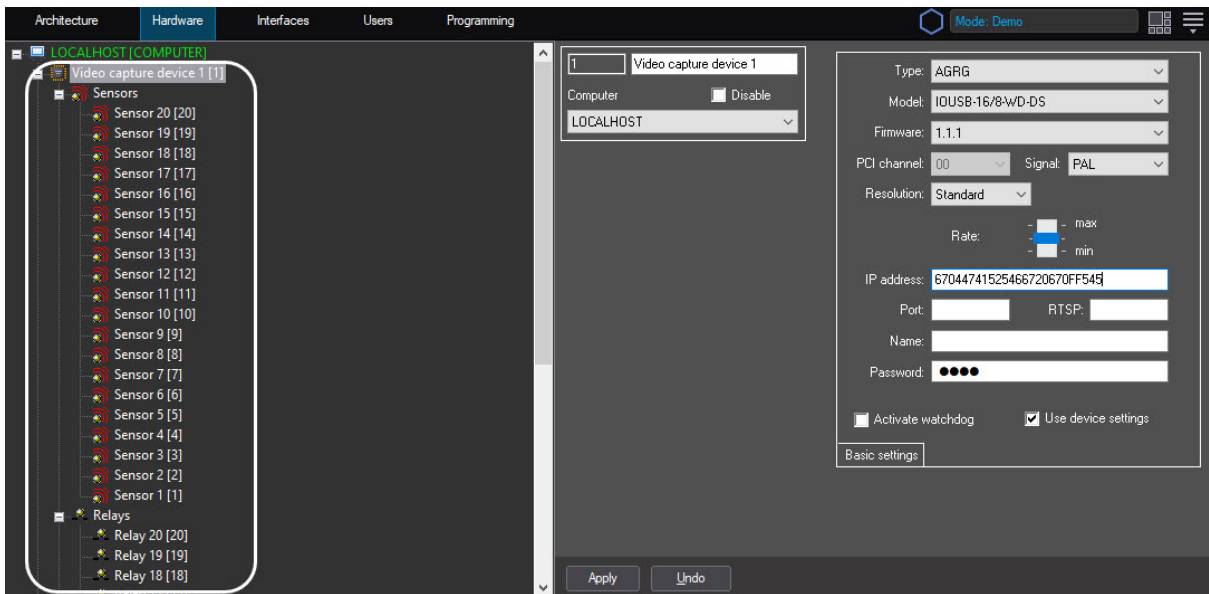 Architecture Hardware Interfaces Users Programming Mode: Demo
LOCALHOST [COMPUTER]
Video capture device 1 [1]
Sensors
Sensor 20 [20]
Sensor 19 [19]
Sensor 18 [18]
Sensor 17 [17]
Sensor 16 [16]
Sensor 15 [15]
Sensor 14 [14]
Sensor 13 [13]
Sensor 12 [12]
Sensor 11 [11]
Sensor 10 [10]
Sensor 9 [9]
Sensor 8 [8]
Sensor 7 [7]
Sensor 6 [6]
Sensor 5 [5]
Sensor 4 [4]
Sensor 3 [3]
Sensor 2 [2]
Sensor 1 [1]
Relays
Relay 20 [20]
Relay 19 [19]
Relay 18 [18]
1 Video capture device 1
Computer Disable
LOCALHOST
Type: AGRG
Model: IOUSB-16/8-WD-DS
Firmware: 1.1.1
PCI channel: 00 Signal: PAL
Resolution: Standard
max
Rate:
min
IP address: 67044741525466720670FF545
Port: RTSP:
Name:
Password: ●●●●
Activate watchdog Use device settings
Basic settings
Apply Undo